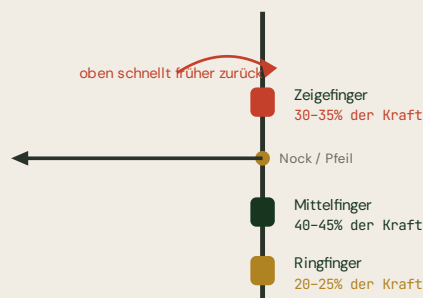 oben schnellt früher zurück
Zeigefinger
30–35% der Kraft
Nock / Pfeil
Mittelfinger
40–45% der Kraft
Ringfinger
20–25% der Kraft